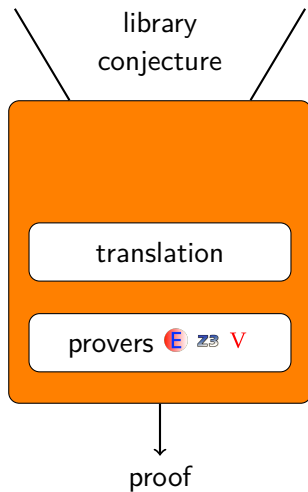 library
conjecture
translation
provers E Z3 V
proof